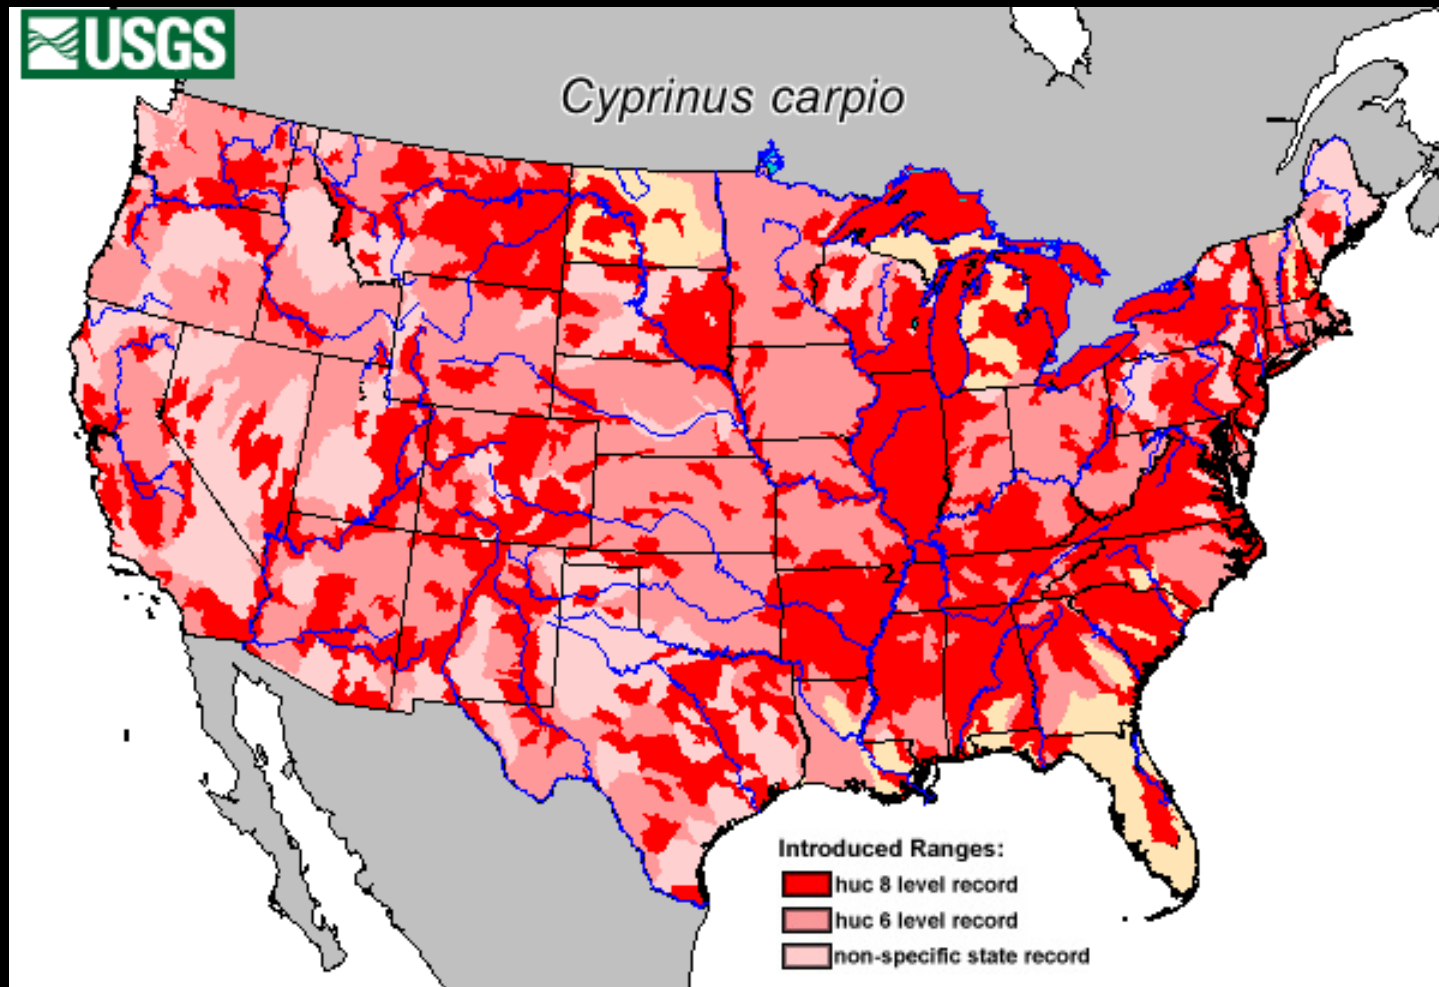 USGS
Cyprinus carpio
Introduced Ranges:
huc 8 level record
huc 6 level record
non-specific state record